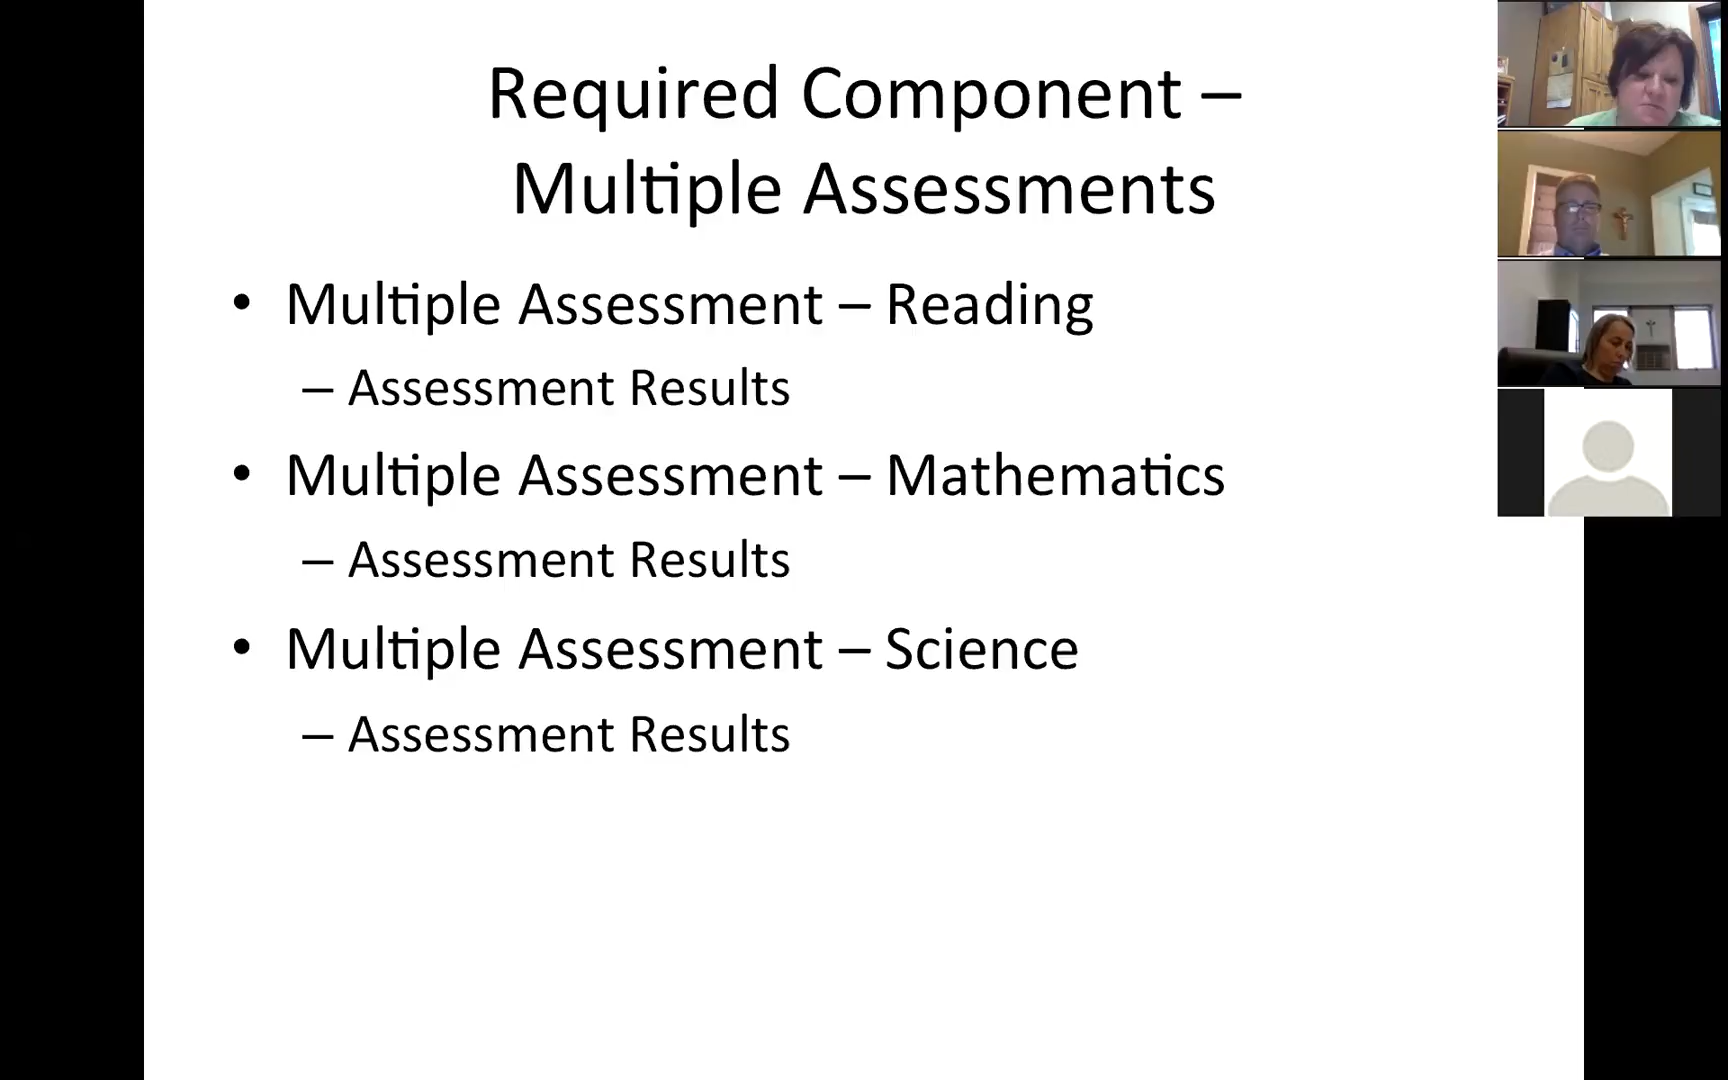 Required Component –
Multiple Assessments
• Multiple Assessment – Reading
– Assessment Results
• Multiple Assessment – Mathematics
– Assessment Results
• Multiple Assessment – Science
– Assessment Results